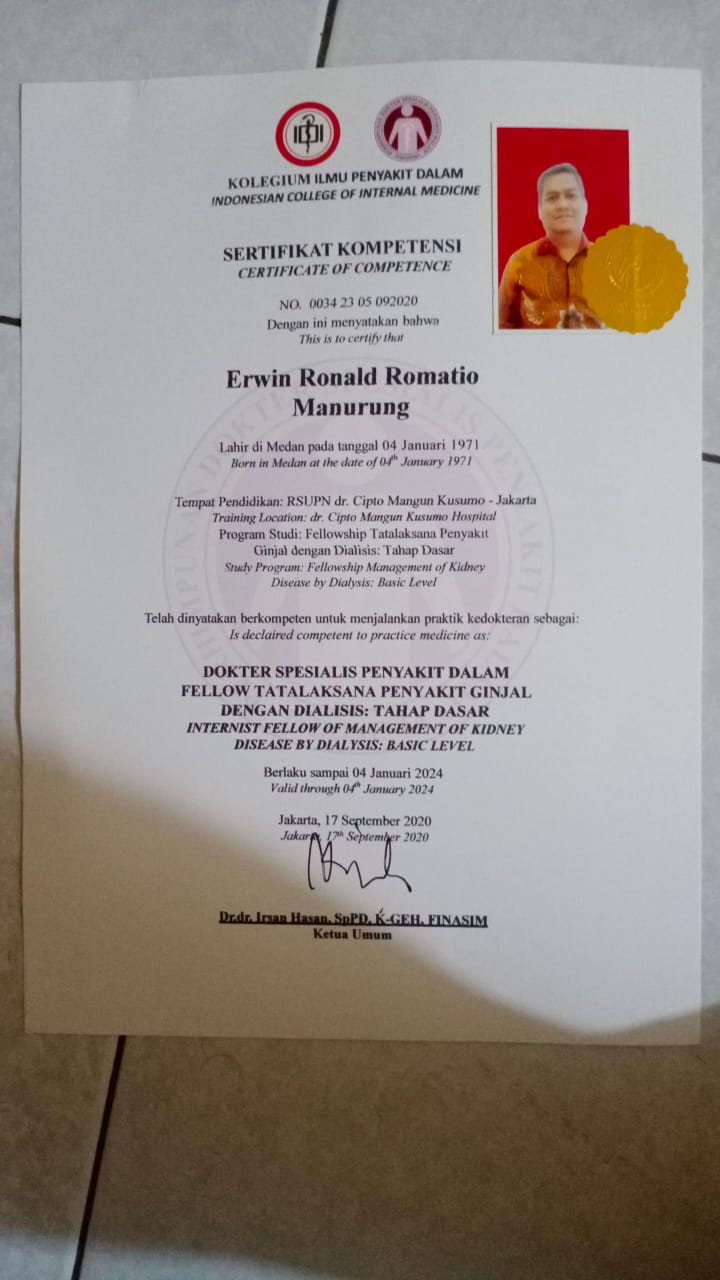 IDI
KOLEGIUM ILMU PENYAKIT DALAM
INDONESIAN COLLEGE OF INTERNAL MEDICINE
SERTIFIKAT KOMPETENSI
CERTIFICATE OF COMPETENCE
NO. 0034 23 05 092020
Dengan ini menyatakan bahwa
This is to certify that
Erwin Ronald Romatio
Manurung
Lahir di Medan pada tanggal 04 Januari 1971
Born in Medan at the date of 04th January 1971
Tempat Pendidikan: RSUPN dr. Cipto Mangun Kusumo - Jakarta
Training Location: dr. Cipto Mangun Kusumo Hospital
Program Studi: Fellowship Tatalaksana Penyakit
Ginjal dengan Dialisis: Tahap Dasar
Study Program: Fellowship Management of Kidney
Disease by Dialysis: Basic Level
Telah dinyatakan berkompeten untuk menjalankan praktik kedokteran sebagai:
Is declaired competent to practice medicine as:
DOKTER SPESIALIS PENYAKIT DALAM
FELLOW TATALAKSANA PENYAKIT GINJAL
DENGAN DIALISIS: TAHAP DASAR
INTERNIST FELLOW OF MANAGEMENT OF KIDNEY
DISEASE BY DIALYSIS: BASIC LEVEL
Berlaku sampai 04 Januari 2024
Valid through 04th January 2024
Jakarta, 17 September 2020
Jakarta, 17th September 2020
Dr.dr. Irsan Hasan, SpPD, K-GEH, FINASIM
Ketua Umum